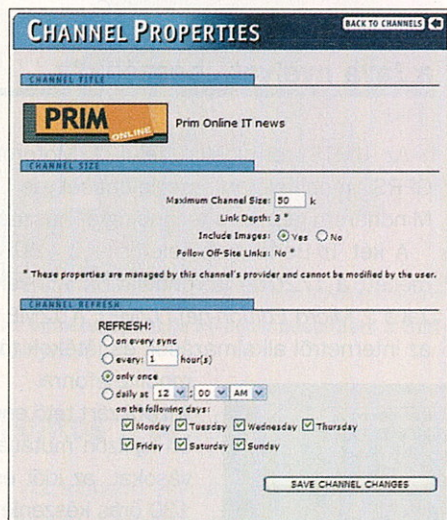 CHANNEL PROPERTIES
BACK TO CHANNELS
CHANNEL TITLE
PRIM
ONLINE
Prim Online IT news
CHANNEL SIZE
Maximum Channel Size: 50 k
Link Depth: 3 *
Include Images: Yes No
Follow Off-Site Links: No *
* These properties are managed by this channel's provider and cannot be modified by the user.
CHANNEL REFRESH
REFRESH:
on every sync
every: 1 hour(s)
only once
daily at 12 : 00 AM
on the following days:
Monday Tuesday Wednesday Thursday
Friday Saturday Sunday
SAVE CHANNEL CHANGES